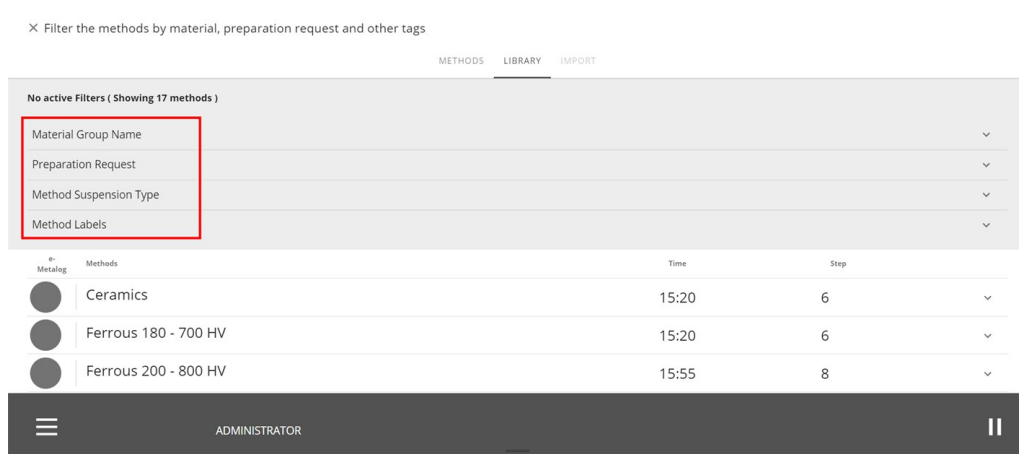 × Filter the methods by material, preparation request and other tags
METHODS LIBRARY IMPORT
No active Filters ( Showing 17 methods )
Material Group Name
Preparation Request
Method Suspension Type
Method Labels
e-
Metalog Methods Time Step
Ceramics 15:20 6
Ferrous 180 - 700 HV 15:20 6
Ferrous 200 - 800 HV 15:55 8
ADMINISTRATOR